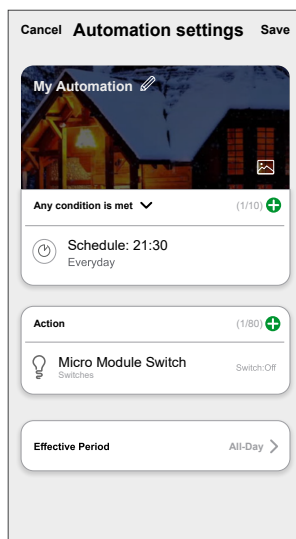 Cancel Automation settings Save
My Automation
Any condition is met (1/10)
Schedule: 21:30
Everyday
Action (1/80)
Micro Module Switch Switch:Off
Switches
Effective Period All-Day